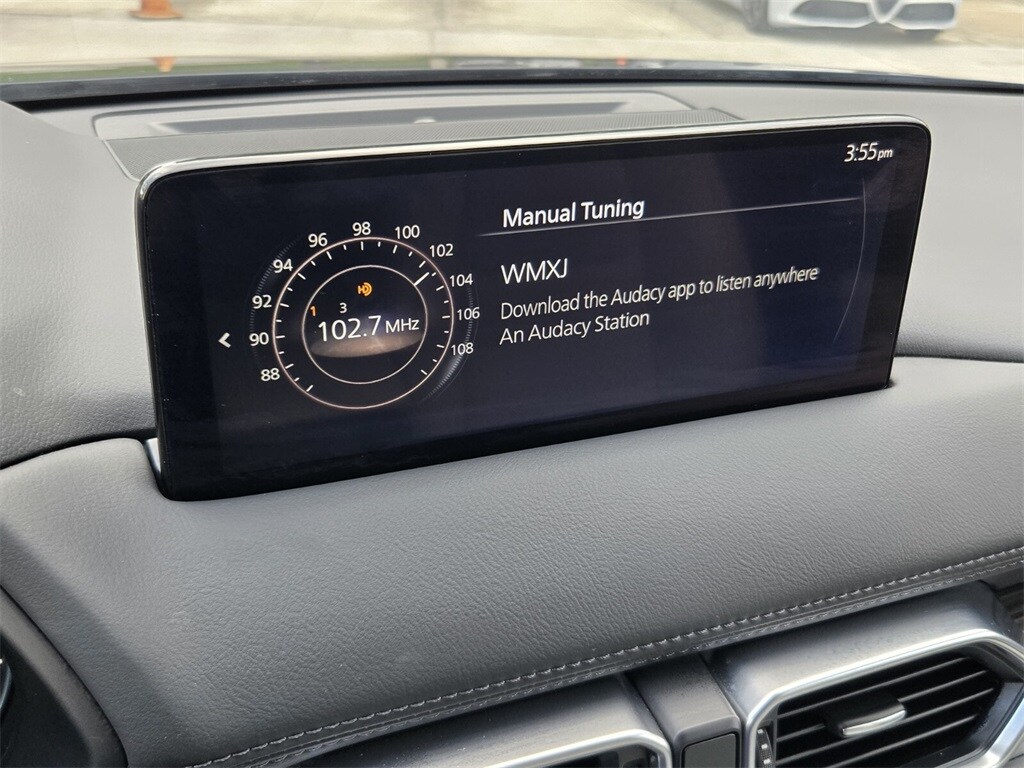 3:55pm
Manual Tuning
WMXJ
Download the Audacy app to listen anywhere
An Audacy Station
88 90 92 94 96 98 100 102 104 106 108
1 3
102.7 MHz